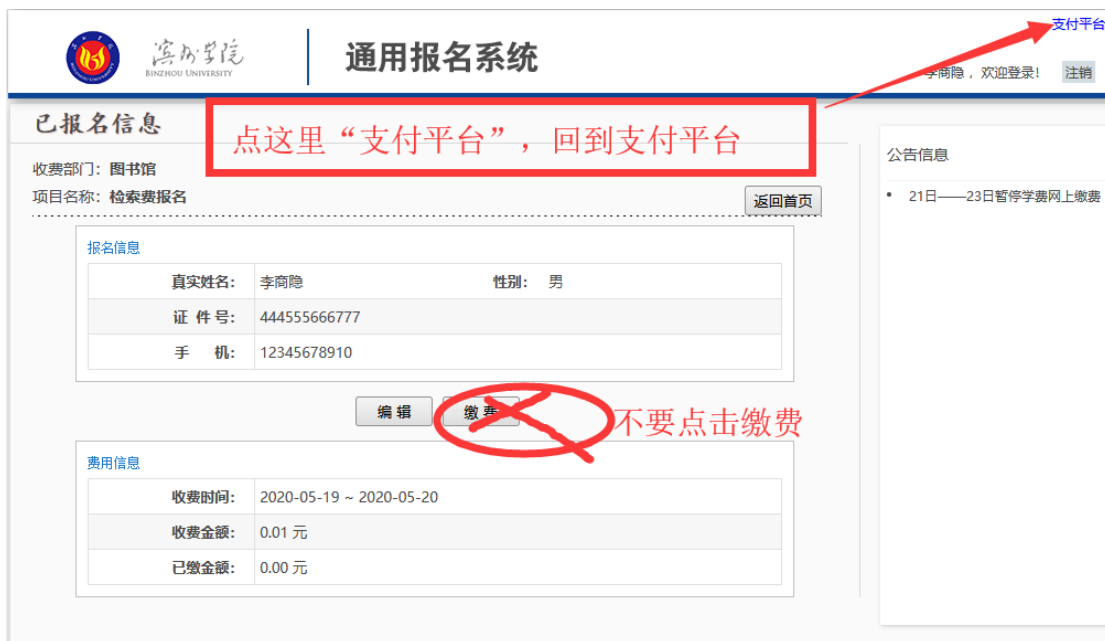 支付平台
滨州学院
BINZHOU UNIVERSITY
通用报名系统
李商隐，欢迎登录! 注销
已报名信息
点这里“支付平台”，回到支付平台
收费部门: 图书馆
项目名称: 检索费报名
返回首页
公告信息
• 21日——23日暂停学费网上缴费
报名信息
真实姓名: 李商隐 性别: 男
证 件 号: 444555666777
手 机: 12345678910
编 辑 缴 费 不要点击缴费
费用信息
收费时间: 2020-05-19 ~ 2020-05-20
收费金额: 0.01 元
已缴金额: 0.00 元